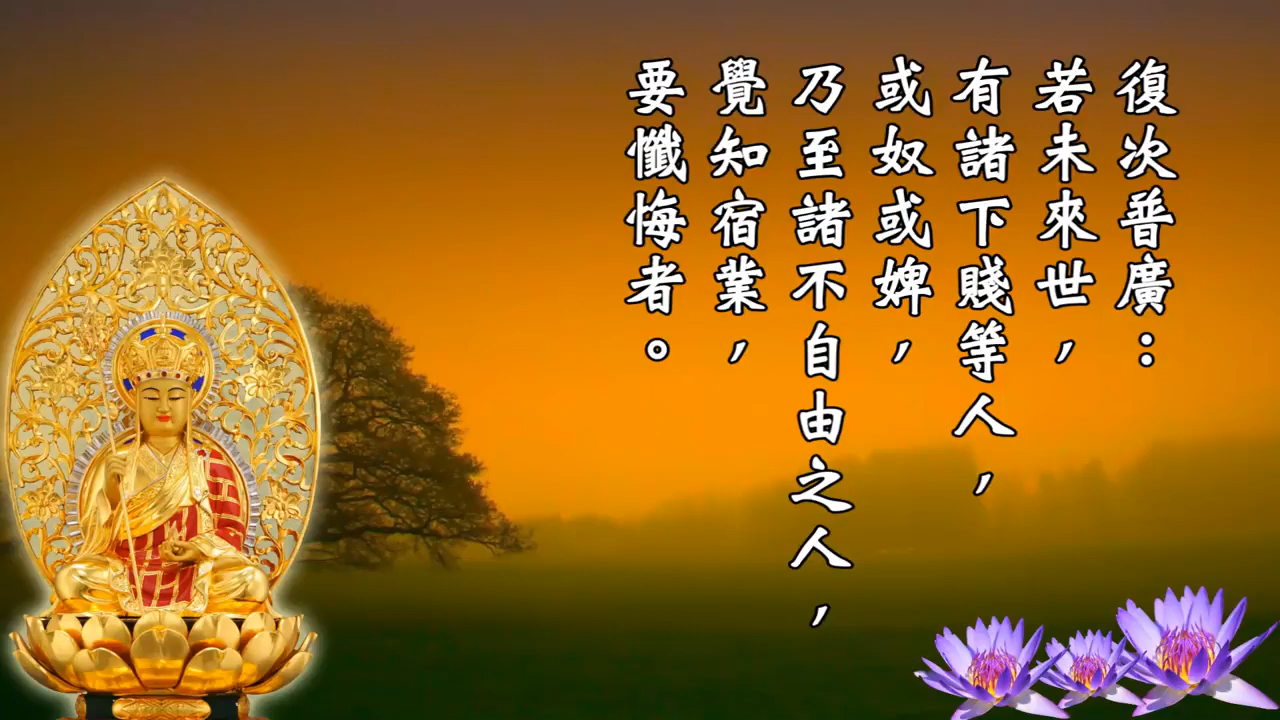 復次普廣：
若未來世，
有諸下賤等人，
或奴或婢，
乃至諸不自由之人，
覺知宿業，
要懺悔者。